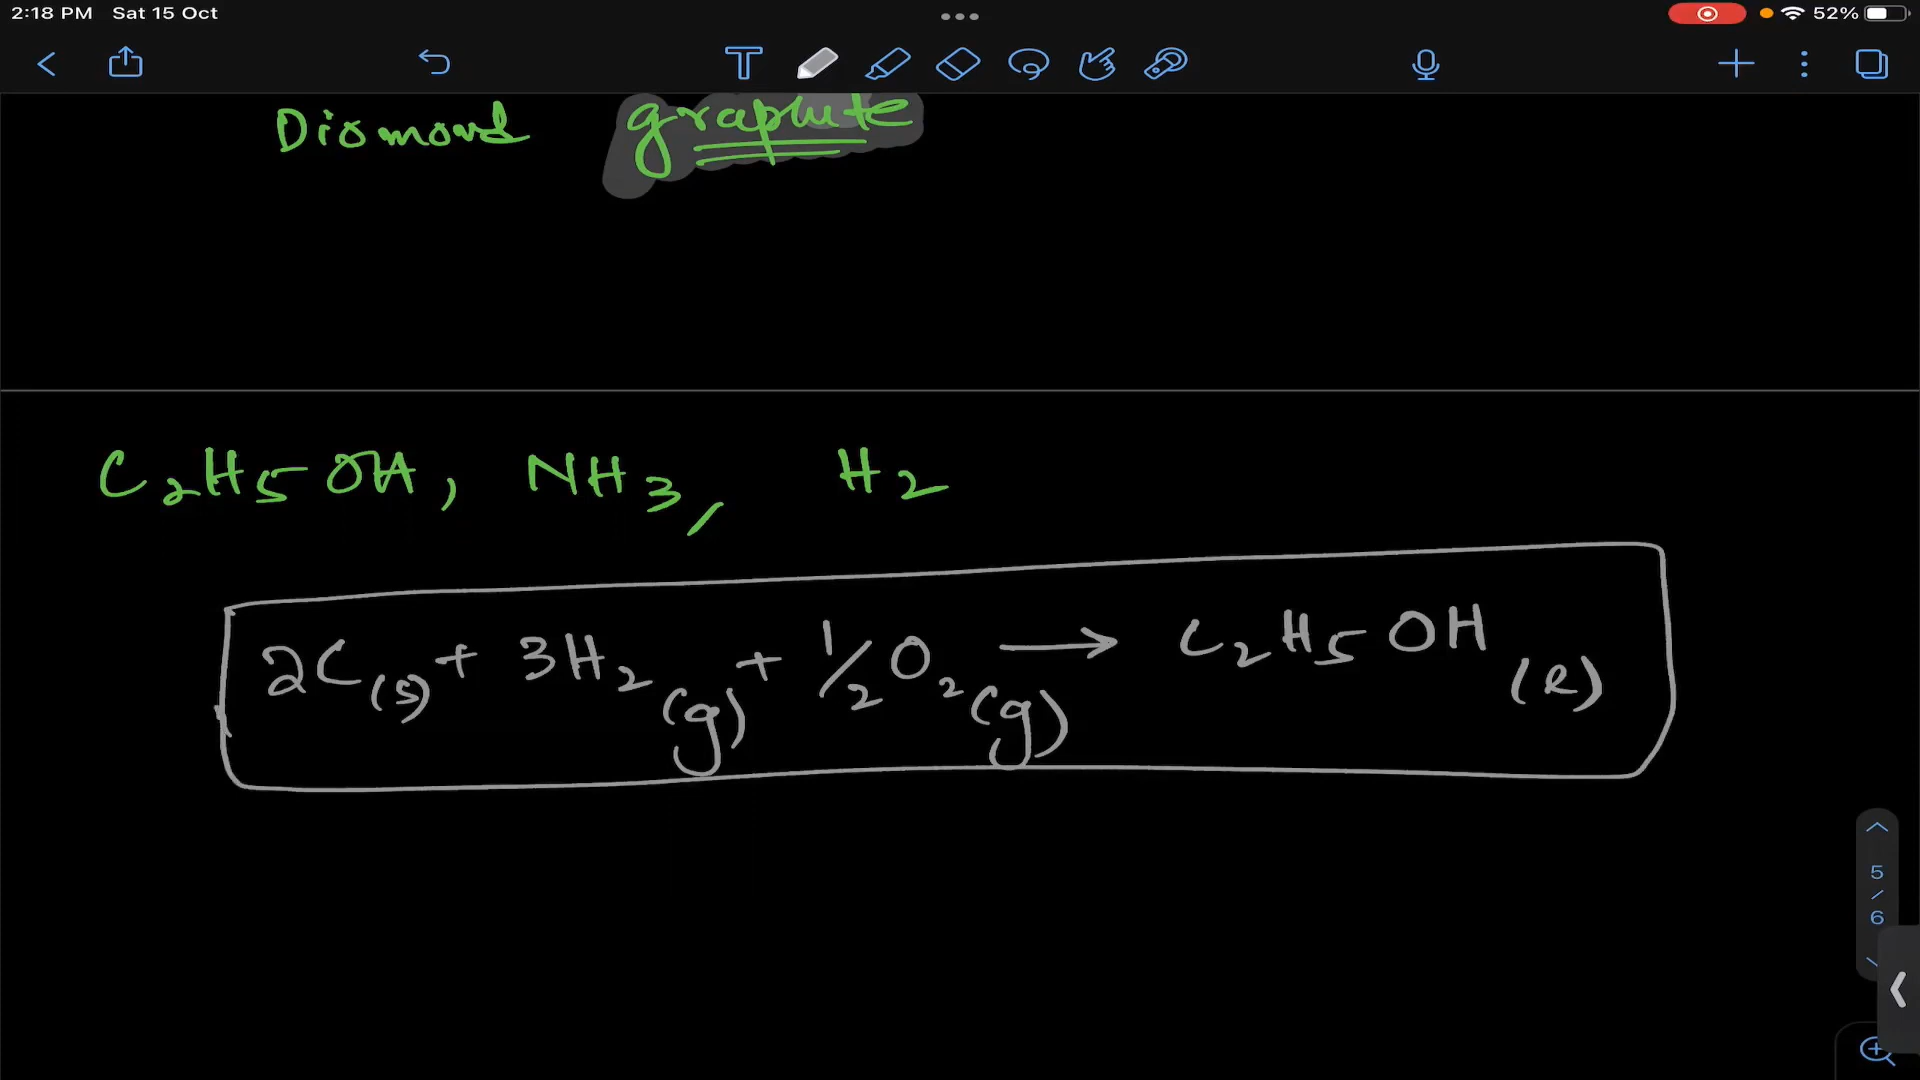 2:18 PM Sat 15 Oct 52%
T
Diomond graphite
C₂H₅OH, NH₃, H₂
2C(s) + 3H₂(g) + 1/2 O₂(g) → C₂H₅OH(l)
5
/
6